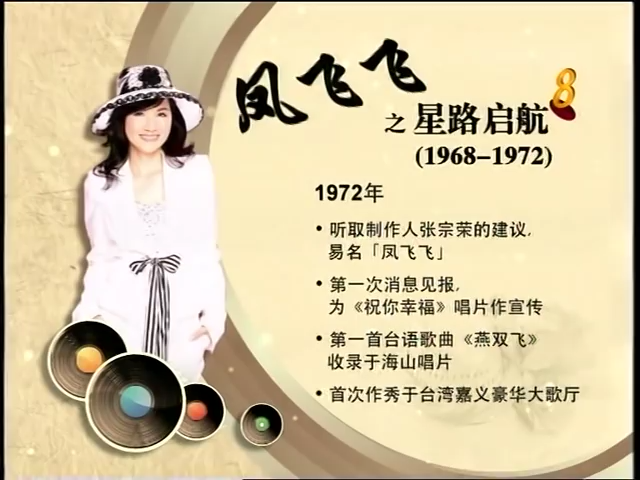 凤飞飞
8
之 星路启航
(1968-1972)
1972年
• 听取制作人张宗荣的建议,
易名「凤飞飞」
• 第一次消息见报,
为《祝你幸福》唱片作宣传
• 第一首台语歌曲《燕双飞》
收录于海山唱片
• 首次作秀于台湾嘉义豪华大歌厅